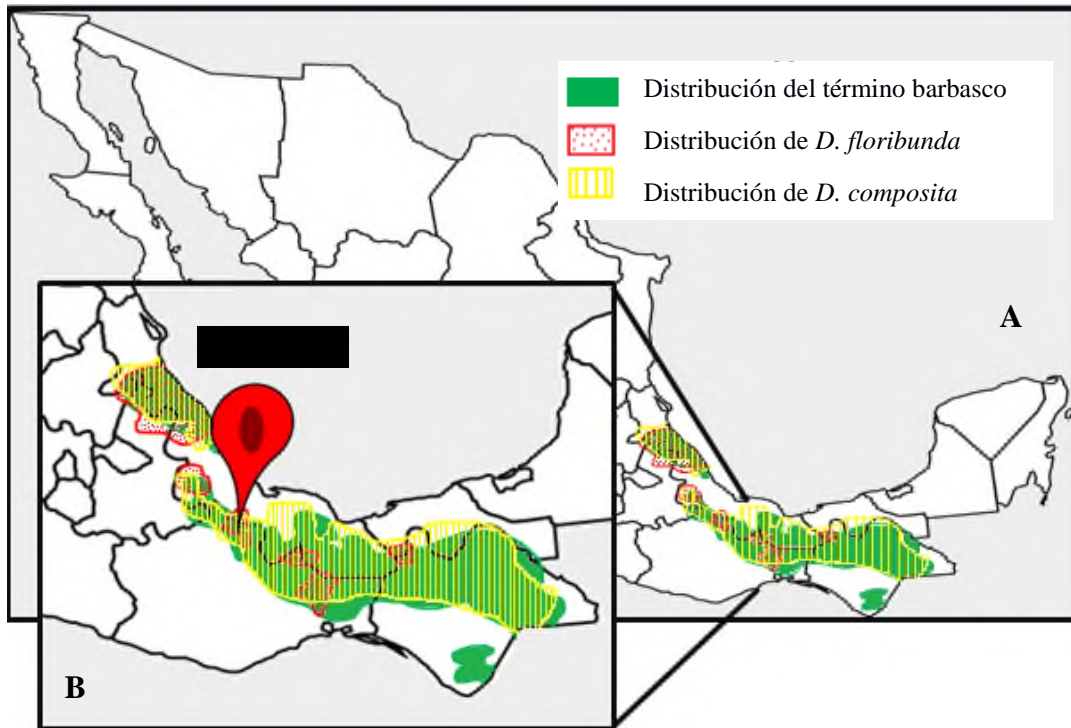 Distribución del término barbasco
Distribución de D. floribunda
Distribución de D. composita
A
B